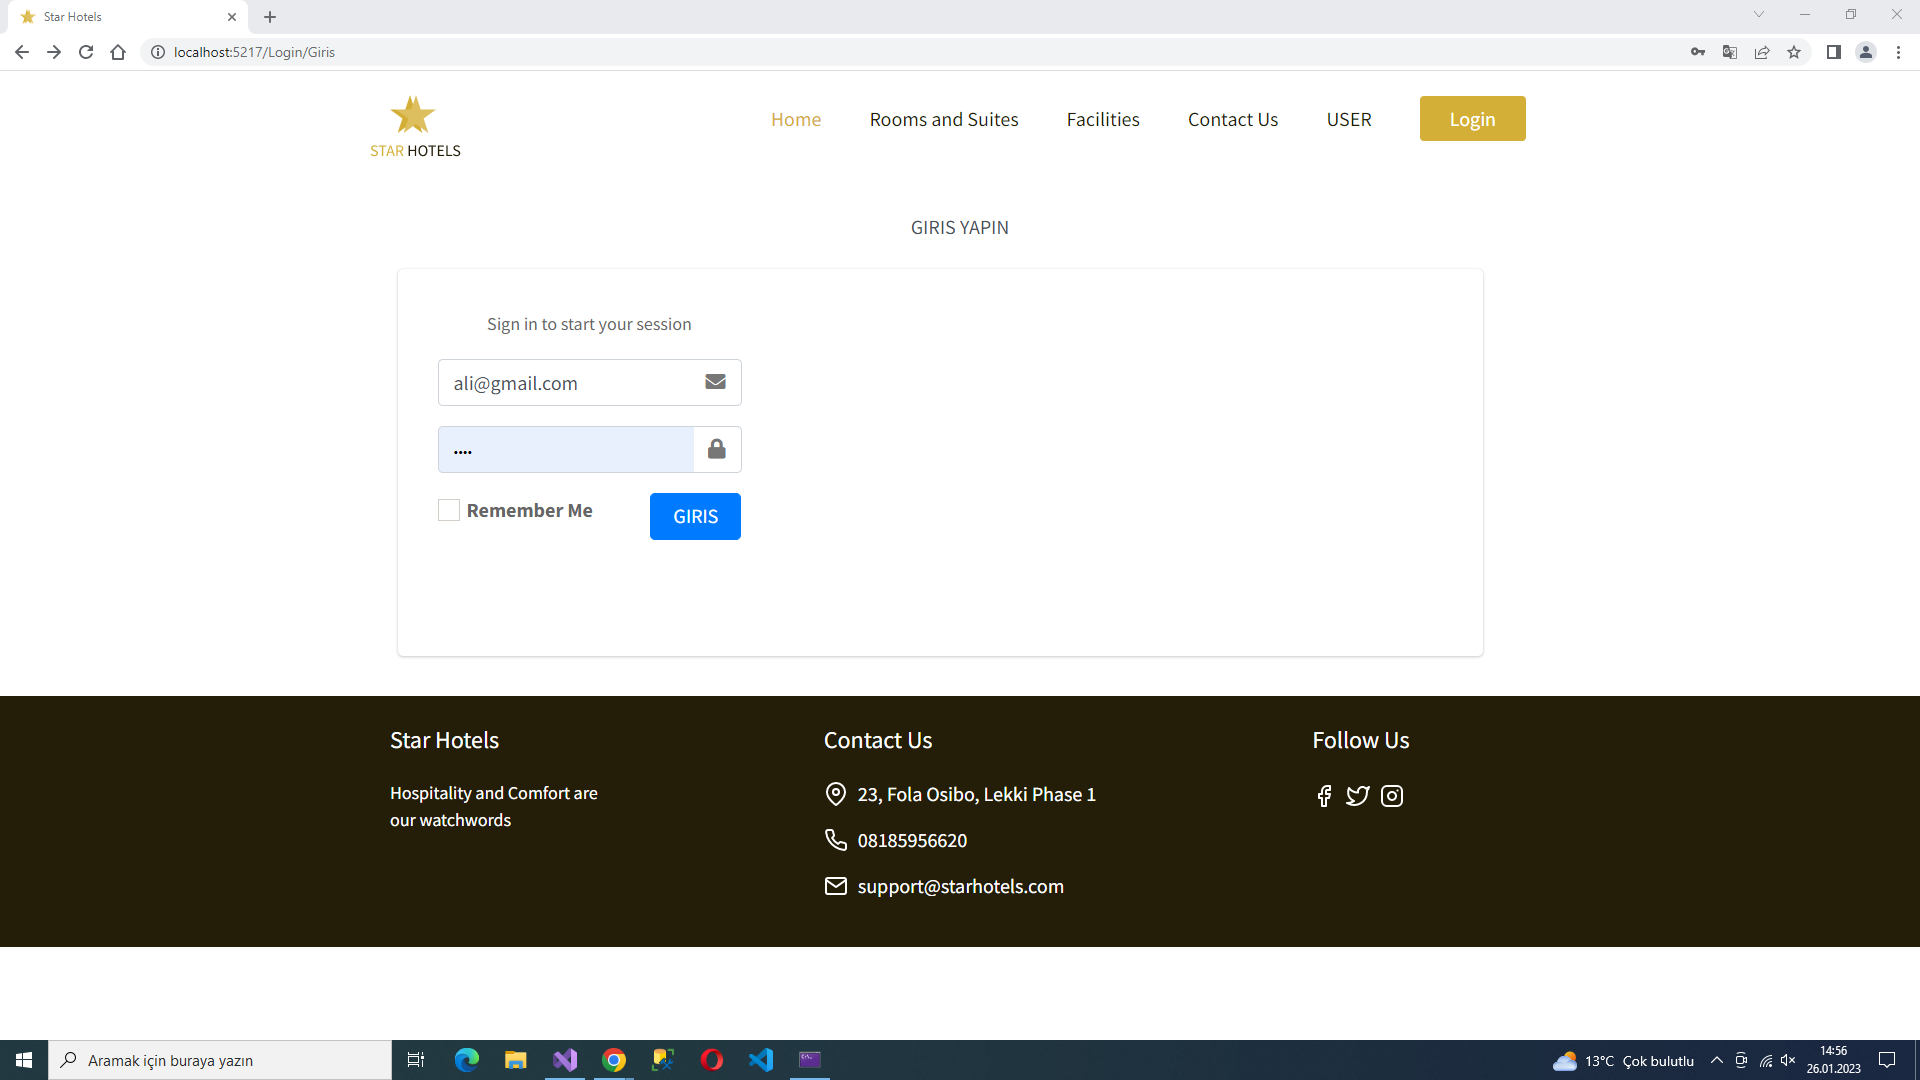 Star Hotels
localhost:5217/Login/Giris
STAR HOTELS
Home
Rooms and Suites
Facilities
Contact Us
USER
Login
GIRIS YAPIN
Sign in to start your session
ali@gmail.com
••••
Remember Me
GIRIS
Star Hotels
Hospitality and Comfort are
our watchwords
Contact Us
23, Fola Osibo, Lekki Phase 1
08185956620
support@starhotels.com
Follow Us
Aramak için buraya yazın
13°C Çok bulutlu
14:56
26.01.2023